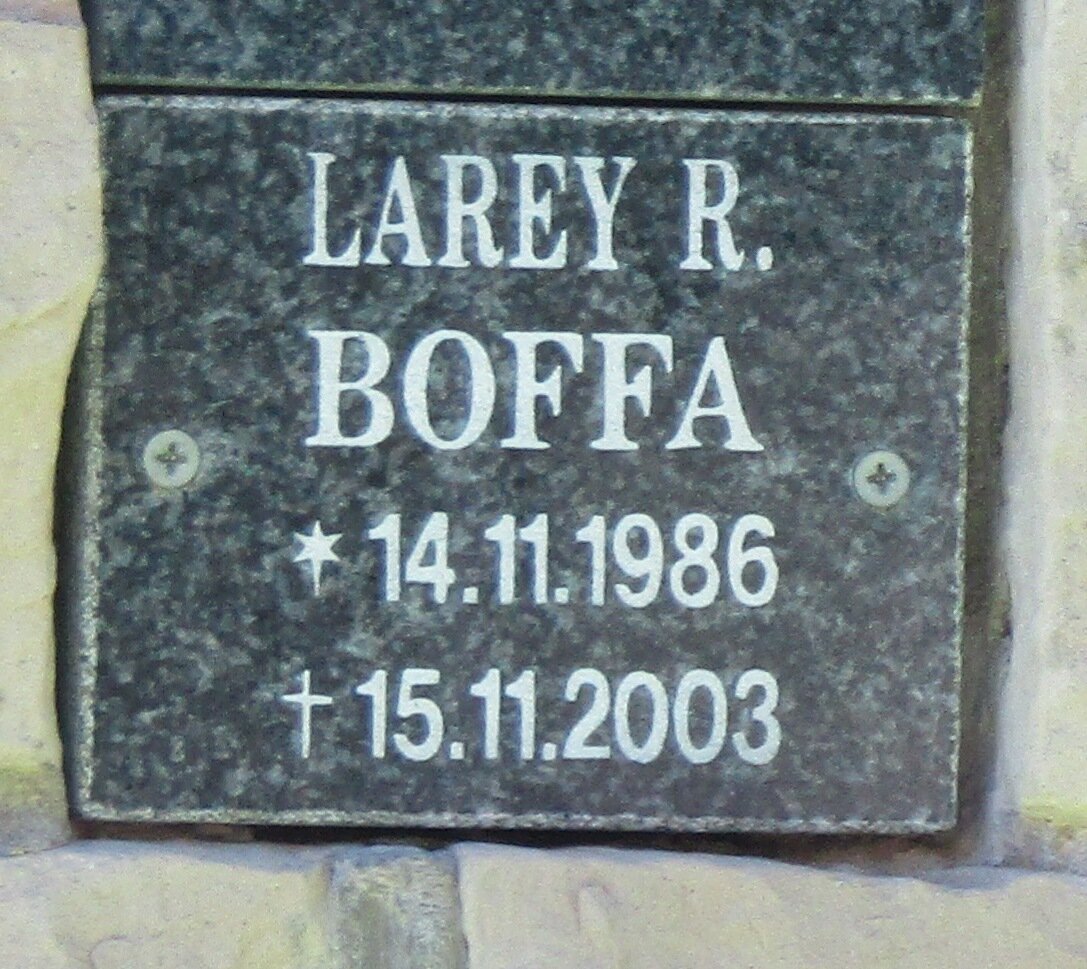 LAREY R.
BOFFA
* 14.11.1986
† 15.11.2003